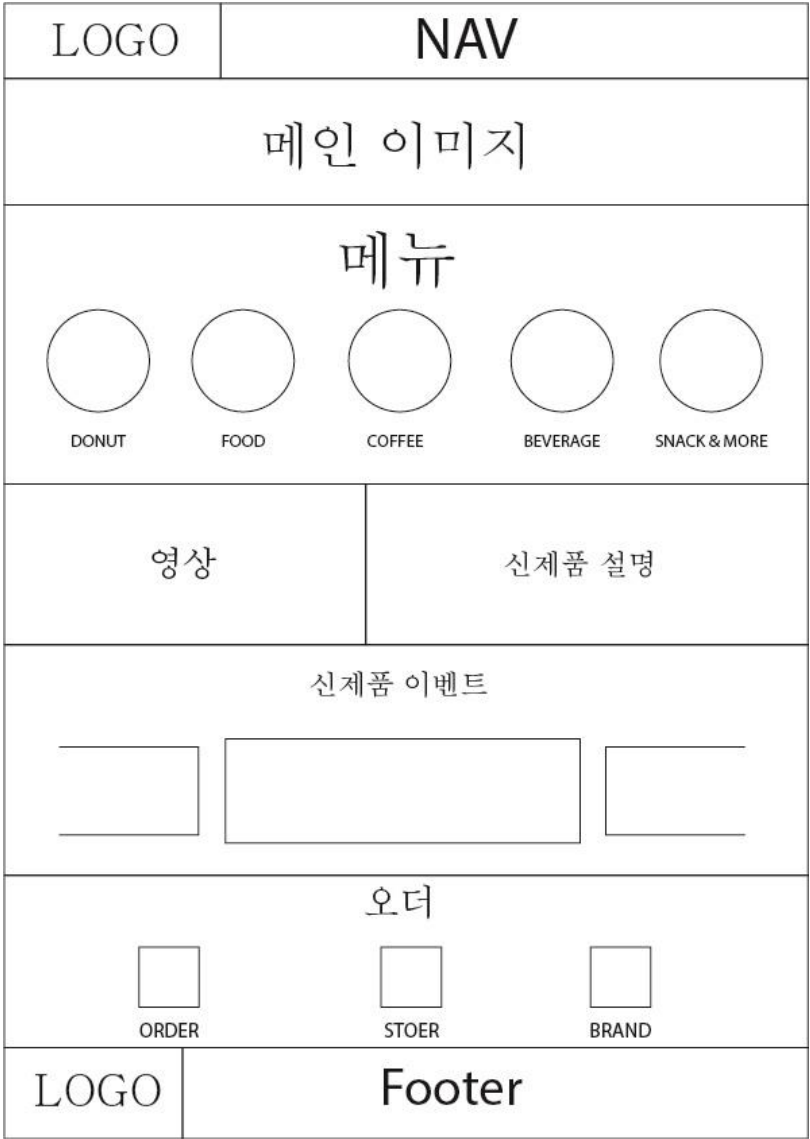 LOGO NAV
메인 이미지
메뉴
DONUT FOOD COFFEE BEVERAGE SNACK & MORE
영상 신제품 설명
신제품 이벤트
오더
ORDER STOER BRAND
LOGO Footer